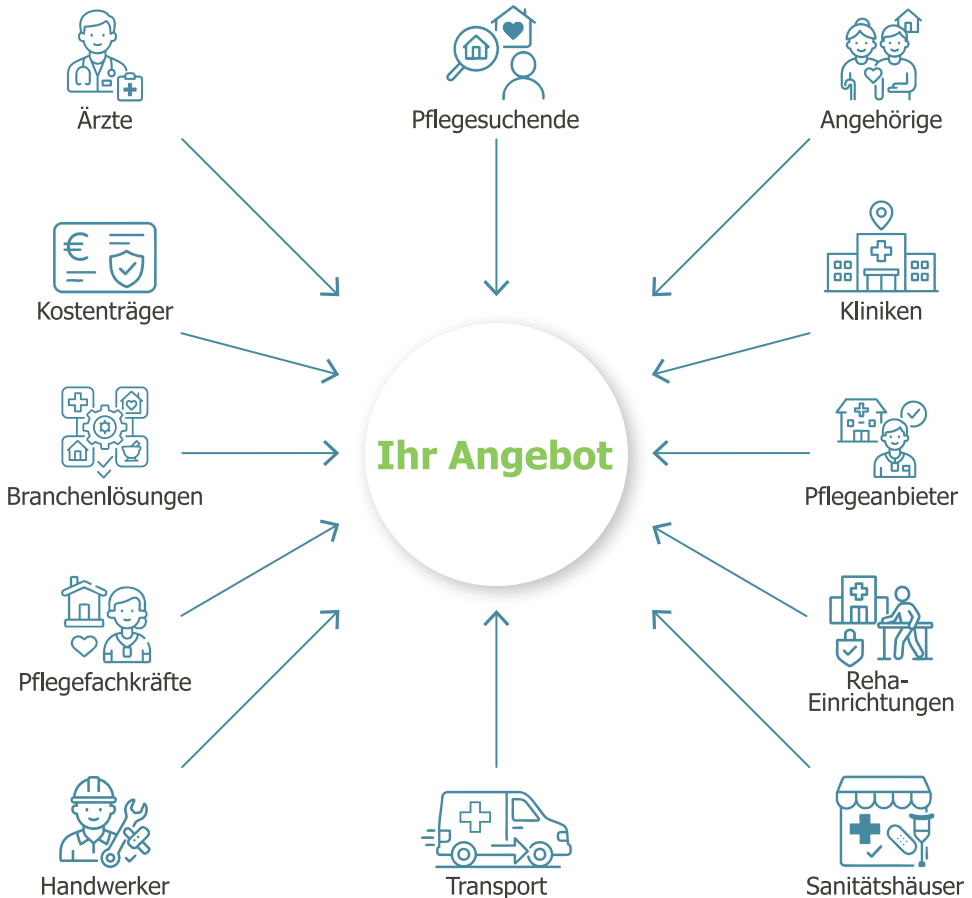 Ärzte
Pflegesuchende
Angehörige
€
Kostenträger
Kliniken
Ihr Angebot
Branchenlösungen
Pflegeanbieter
Pflegefachkräfte
Reha-
Einrichtungen
Handwerker
Transport
Sanitätshäuser